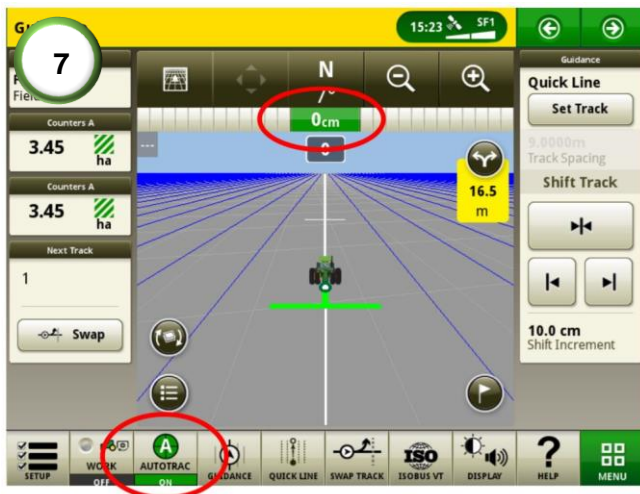 7
15:23 SF1
Field
Counters A
3.45 ha
Counters A
3.45 ha
Next Track
1
Swap
N
0cm
0
---
16.5
m
Guidance
Quick Line
Set Track
9.0000m
Track Spacing
Shift Track
10.0 cm
Shift Increment
SETUP
WORK
OFF
A
AUTOTRAC
ON
GUIDANCE
QUICK LINE
SWAP TRACK
ISO
ISOBUS VT
DISPLAY
?
HELP
MENU